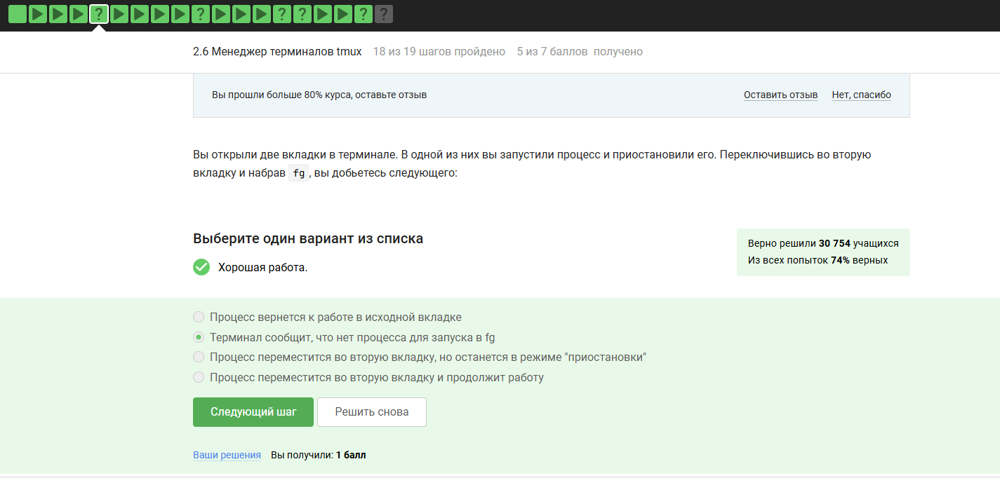 ? ? ? ? ? ?
2.6 Менеджер терминалов tmux 18 из 19 шагов пройдено 5 из 7 баллов получено
Вы прошли больше 80% курса, оставьте отзыв Оставить отзыв Нет, спасибо
Вы открыли две вкладки в терминале. В одной из них вы запустили процесс и приостановили его. Переключившись во вторую
вкладку и набрав fg, вы добьетесь следующего:
Выберите один вариант из списка
Хорошая работа.
Верно решили 30 754 учащихся
Из всех попыток 74% верных
Процесс вернется к работе в исходной вкладке
Терминал сообщит, что нет процесса для запуска в fg
Процесс переместится во вторую вкладку, но останется в режиме "приостановки"
Процесс переместится во вторую вкладку и продолжит работу
Следующий шаг Решить снова
Ваши решения Вы получили: 1 балл